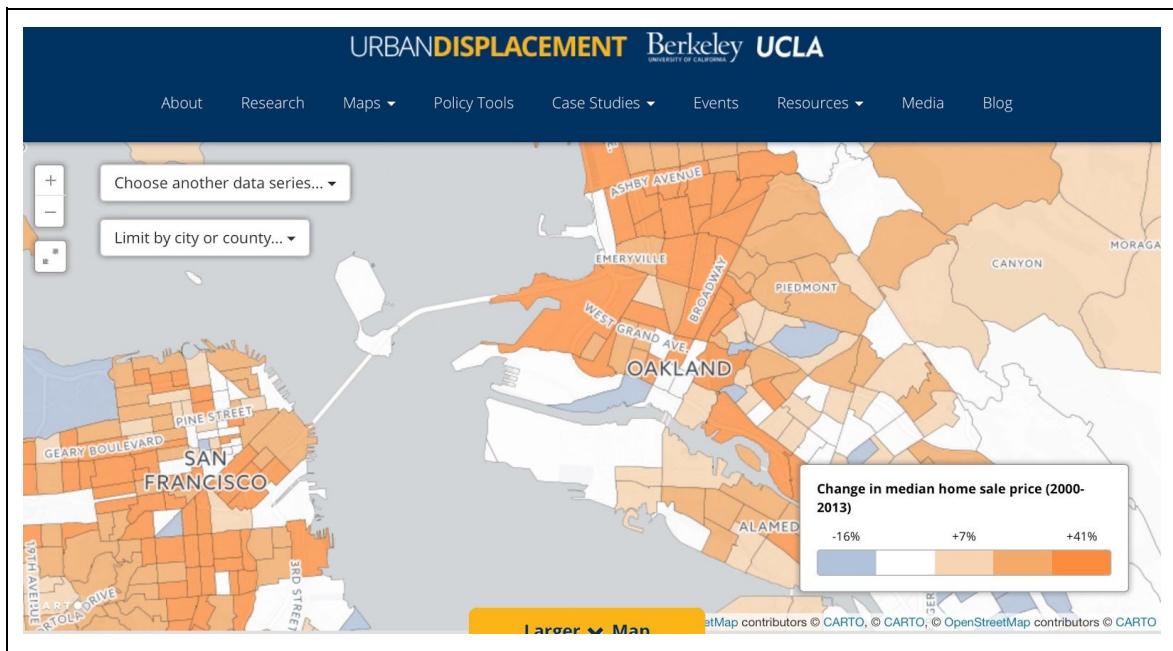 URBANDISPLACEMENT Berkeley UCLA
UNIVERSITY OF CALIFORNIA
About Research Maps Policy Tools Case Studies Events Resources Media Blog
+
−
Choose another data series...
Limit by city or county...
ASHBY AVENUE
MORAGA
EMERYVILLE
CANYON
BROADWAY
PIEDMONT
WEST GRAND AVE.
OAKLAND
PINE STREET
GEARY BOULEVARD
SAN
FRANCISCO
ALAMED
19TH AVENUE
3RD STREET
DRIVE
Change in median home sale price (2000-
2013)
-16% +7% +41%
Larger Map
etMap contributors © CARTO, © CARTO, © OpenStreetMap contributors © CARTO